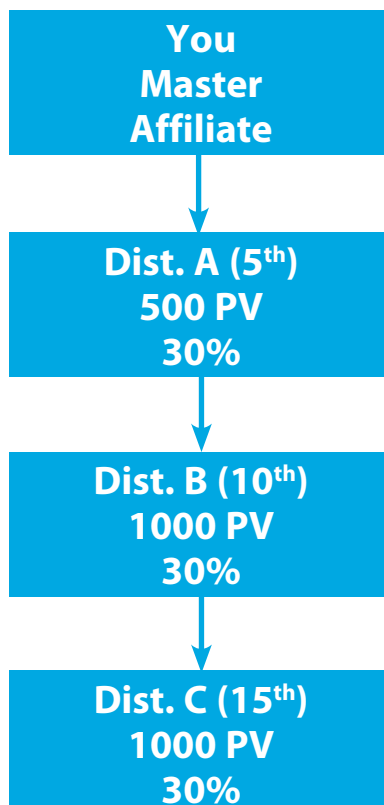 You
Master
Affiliate
Dist. A (5th)
500 PV
30%
Dist. B (10th)
1000 PV
30%
Dist. C (15th)
1000 PV
30%